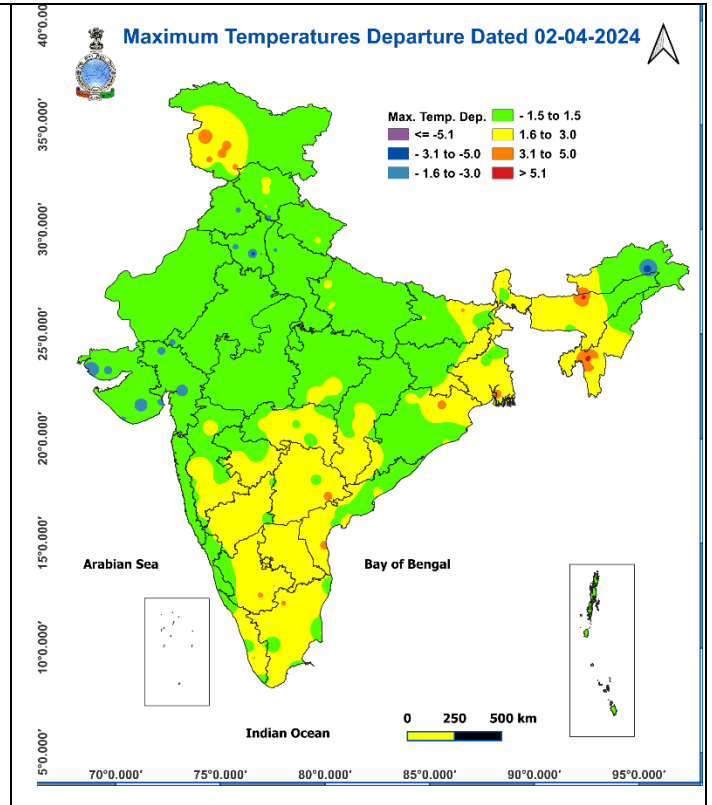 Maximum Temperatures Departure Dated 02-04-2024
Max. Temp. Dep.
<= -5.1
- 3.1 to -5.0
- 1.6 to -3.0
- 1.5 to 1.5
1.6 to 3.0
3.1 to 5.0
> 5.1
40°0.000'
35°0.000'
30°0.000'
25°0.000'
20°0.000'
15°0.000'
10°0.000'
5°0.000'
Arabian Sea
Bay of Bengal
Indian Ocean
0 250 500 km
70°0.000' 75°0.000' 80°0.000' 85°0.000' 90°0.000' 95°0.000'